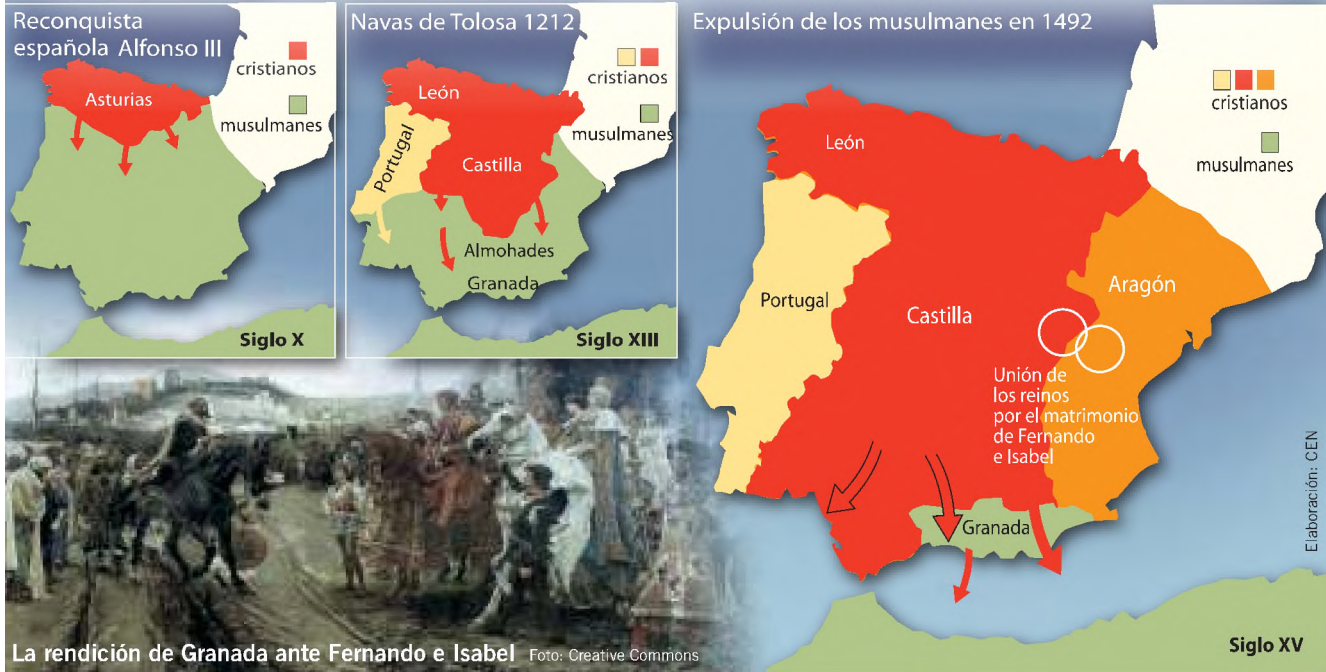 Reconquista
española Alfonso III
cristianos
Asturias
musulmanes
Siglo X
Navas de Tolosa 1212
cristianos
León
musulmanes
Portugal
Castilla
Almohades
Granada
Siglo XIII
Expulsión de los musulmanes en 1492
cristianos
León
musulmanes
Portugal
Castilla
Aragón
Unión de
los reinos
por el matrimonio
de Fernando
e Isabel
Granada
Siglo XV
Elaboración: CEN
La rendición de Granada ante Fernando e Isabel Foto: Creative Commons